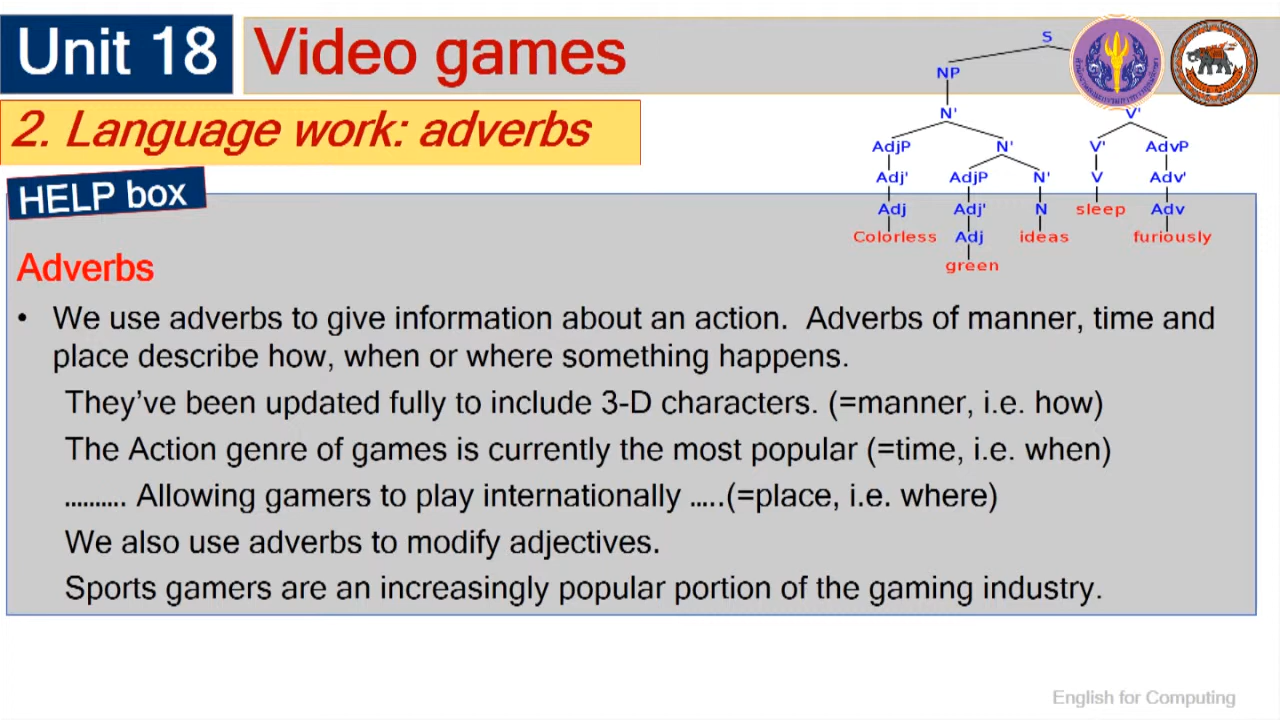 Unit 18 Video games
2. Language work: adverbs
HELP box
S
NP
N' V'
AdjP N' V' AdvP
Adj' AdjP N' V Adv'
Adj Adj' N sleep Adv
Colorless Adj ideas furiously
green
Adverbs
• We use adverbs to give information about an action. Adverbs of manner, time and
place describe how, when or where something happens.
They've been updated fully to include 3-D characters. (=manner, i.e. how)
The Action genre of games is currently the most popular (=time, i.e. when)
.......... Allowing gamers to play internationally .....(=place, i.e. where)
We also use adverbs to modify adjectives.
Sports gamers are an increasingly popular portion of the gaming industry.
English for Computing